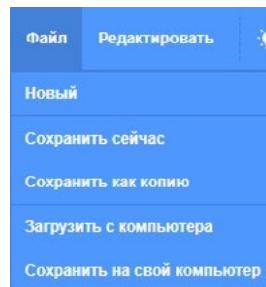 Файл Редактировать
Новый
Сохранить сейчас
Сохранить как копию
Загрузить с компьютера
Сохранить на свой компьютер